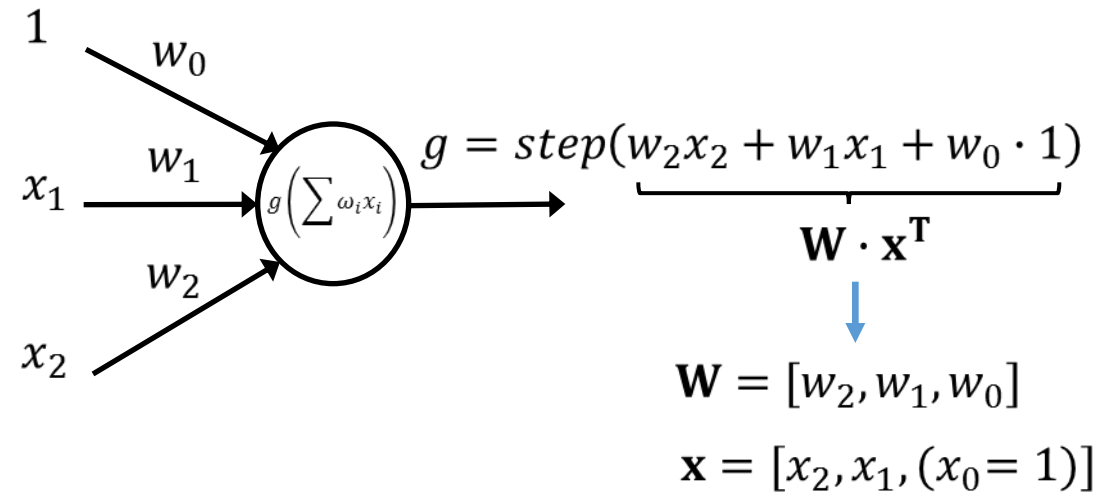 1
w₀
w₁
x₁
g(∑ωᵢxᵢ)
w₂
x₂
g = step(w₂x₂ + w₁x₁ + w₀ · 1)
W · xᵀ
W = [w₂, w₁, w₀]
x = [x₂, x₁, (x₀= 1)]